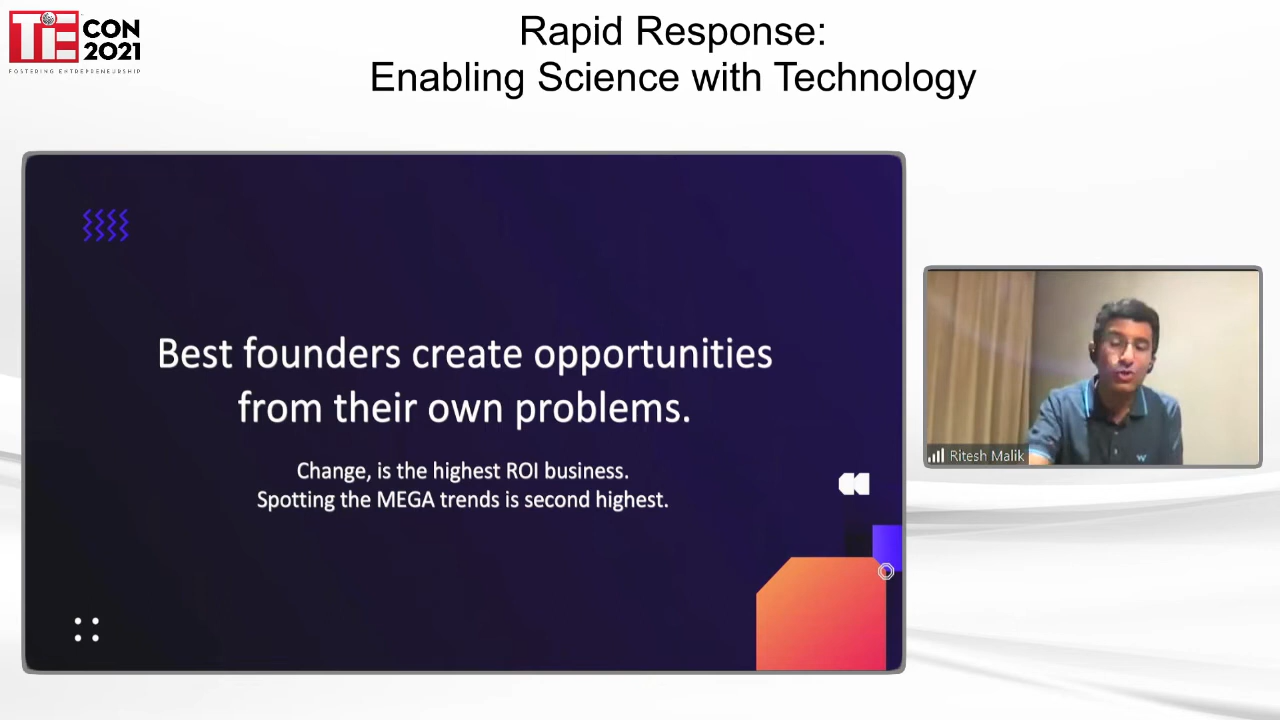 TiE
CON
2021
FOSTERING ENTREPRENEURSHIP
Rapid Response:
Enabling Science with Technology
Best founders create opportunities
from their own problems.
Change, is the highest ROI business.
Spotting the MEGA trends is second highest.
Ritesh Malik
W